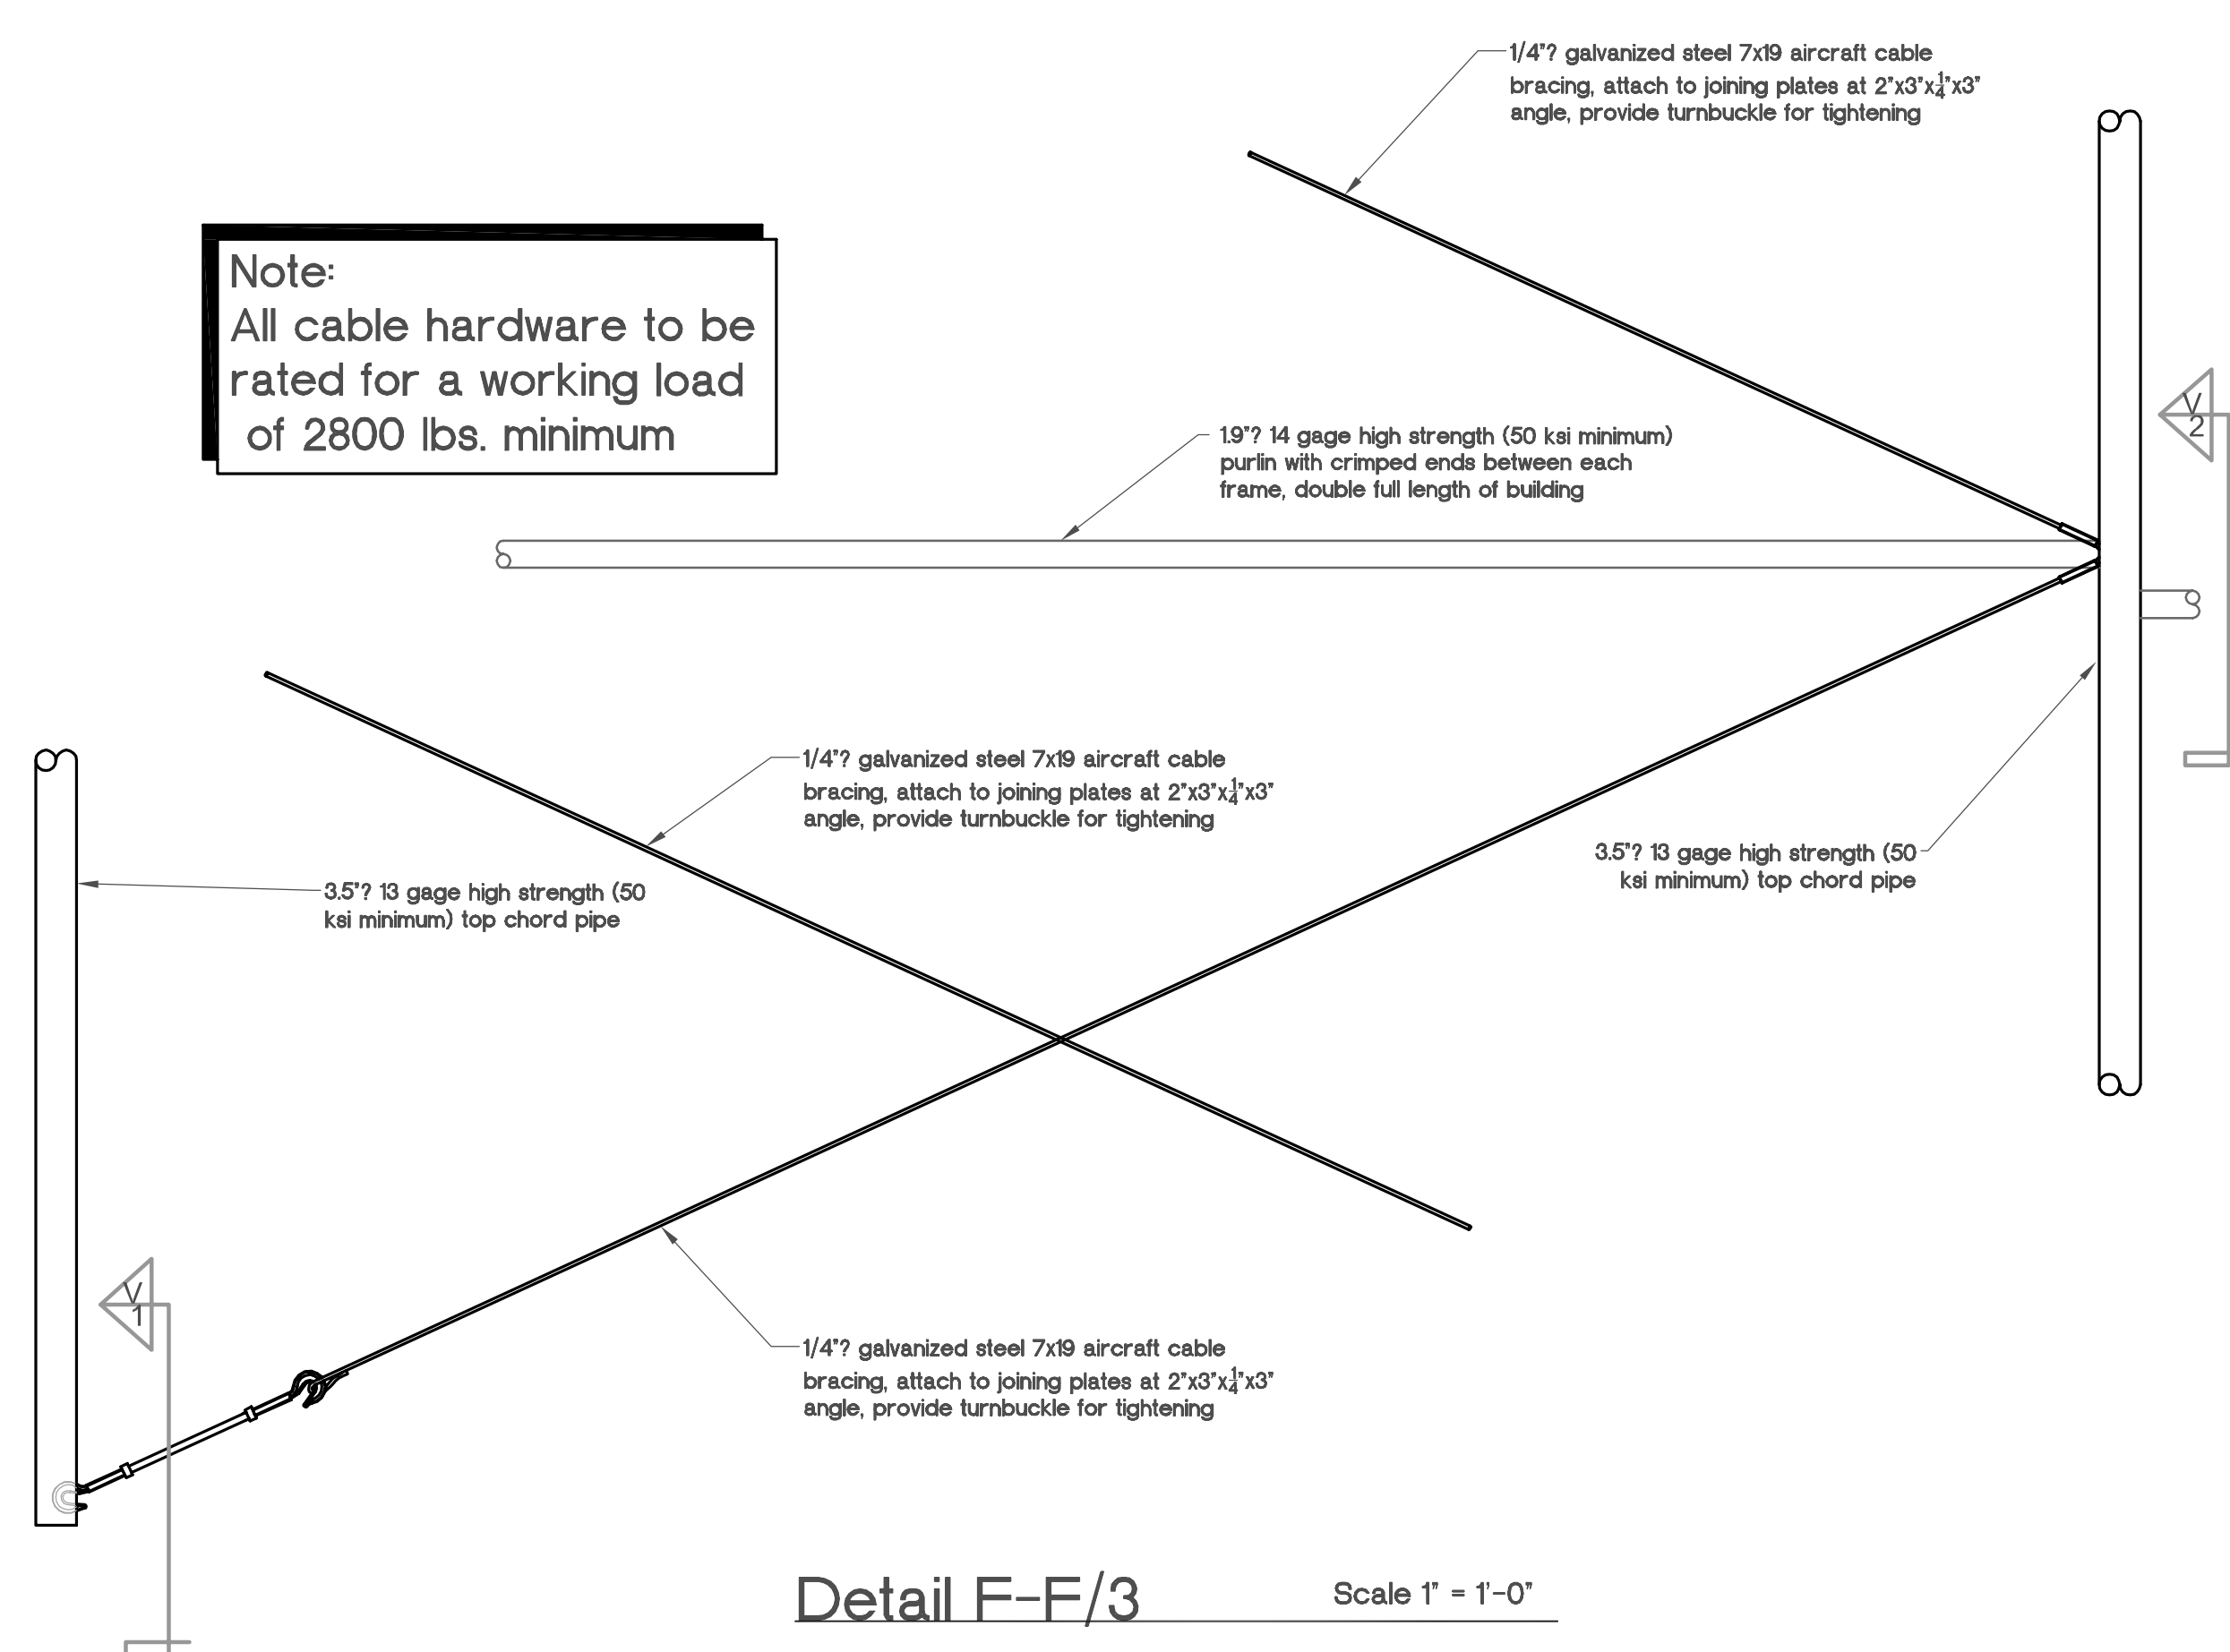 1/4"? galvanized steel 7x19 aircraft cable
bracing, attach to joining plates at 2"x3"x1/4"x3"
angle, provide turnbuckle for tightening
Note:
All cable hardware to be
rated for a working load
of 2800 lbs. minimum
V
2
1.9"? 14 gage high strength (50 ksi minimum)
purlin with crimped ends between each
frame, double full length of building
1/4"? galvanized steel 7x19 aircraft cable
bracing, attach to joining plates at 2"x3"x1/4"x3"
angle, provide turnbuckle for tightening
3.5"? 13 gage high strength (50
ksi minimum) top chord pipe
3.5"? 13 gage high strength (50
ksi minimum) top chord pipe
V
1
1/4"? galvanized steel 7x19 aircraft cable
bracing, attach to joining plates at 2"x3"x1/4"x3"
angle, provide turnbuckle for tightening
Detail F-F/3
Scale 1" = 1'-0"